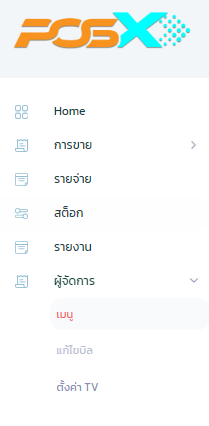 POSX
Home
การขาย
รายจ่าย
สต็อก
รายงาน
ผู้จัดการ
เมนู
แก้ไขบิล
ตั้งค่า TV